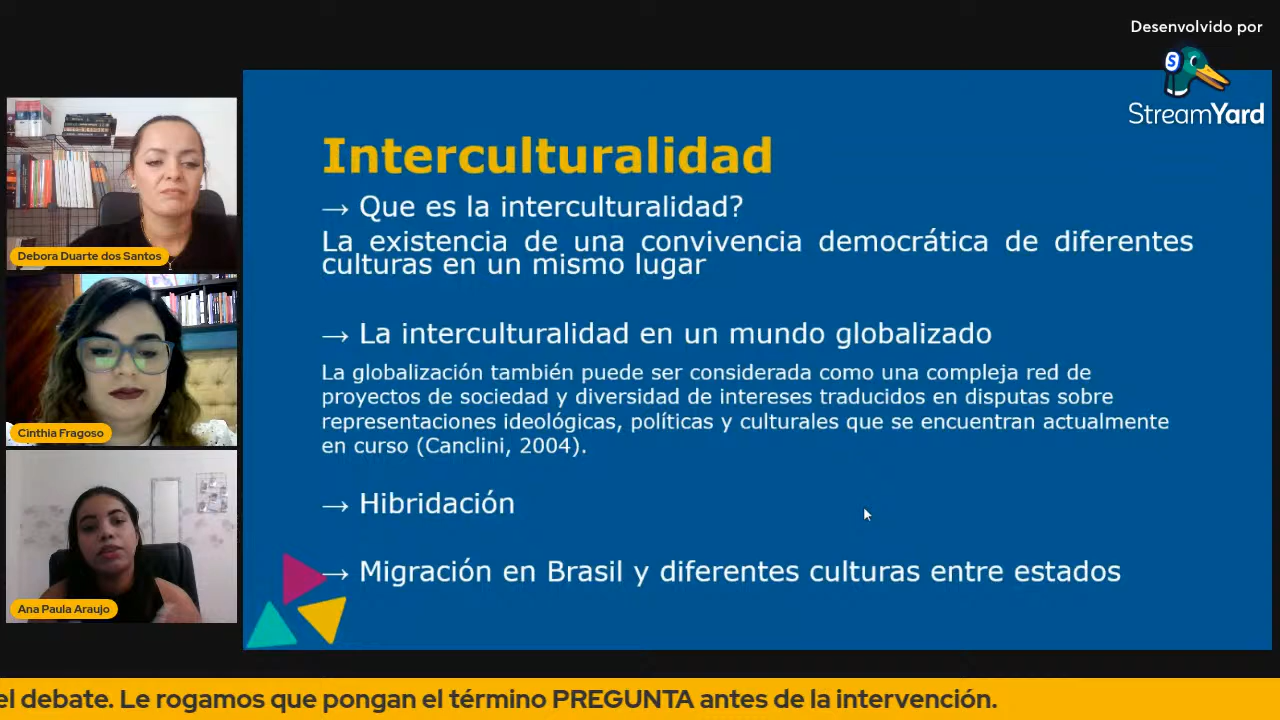 Desenvolvido por
StreamYard
Interculturalidad
→ Que es la interculturalidad?
La existencia de una convivencia democrática de diferentes
culturas en un mismo lugar
→ La interculturalidad en un mundo globalizado
La globalización también puede ser considerada como una compleja red de
proyectos de sociedad y diversidad de intereses traducidos en disputas sobre
representaciones ideológicas, políticas y culturales que se encuentran actualmente
en curso (Canclini, 2004).
→ Hibridación
→ Migración en Brasil y diferentes culturas entre estados
Debora Duarte dos Santos
Cinthia Fragoso
Ana Paula Araujo
el debate. Le rogamos que pongan el término PREGUNTA antes de la intervención.